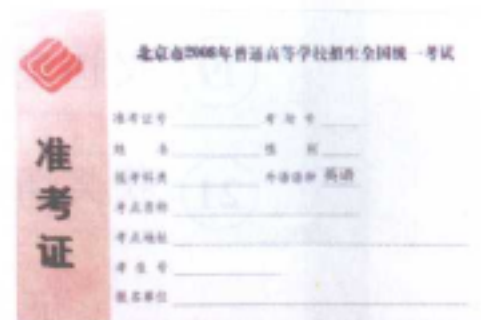 北京市2008年普通高等学校招生全国统一考试
准考证
准考证号 考场号
姓名 性别
报考科类 外语语种 英语
考点名称
考点地址
考生号
报名单位